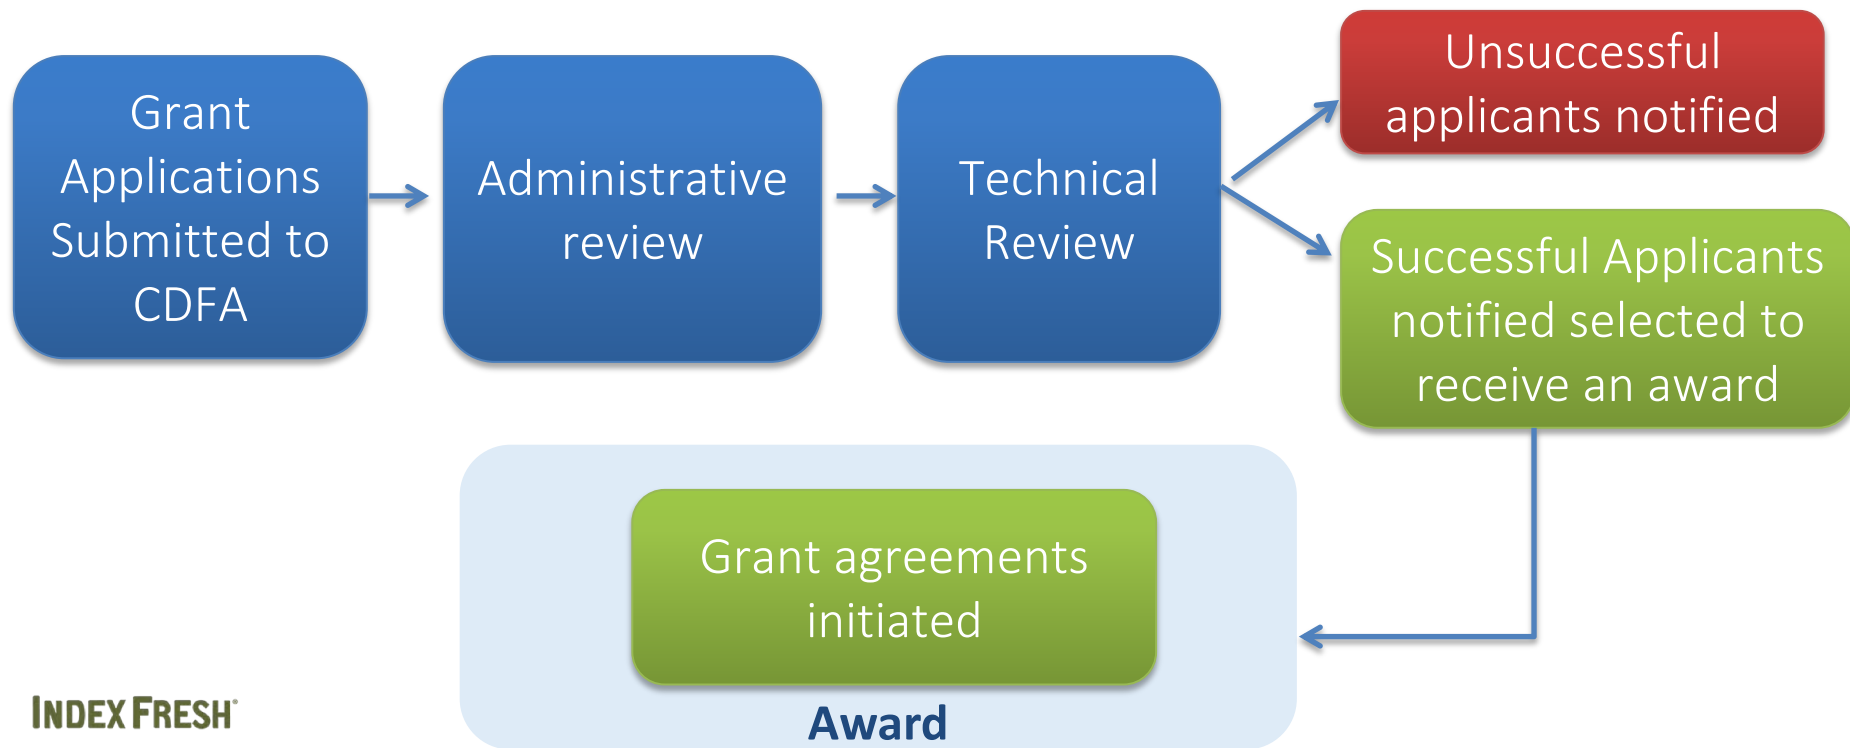 Grant
Applications
Submitted to
CDFA
Administrative
review
Technical
Review
Unsuccessful
applicants notified
Successful Applicants
notified selected to
receive an award
Grant agreements
initiated
Award
INDEX FRESH®